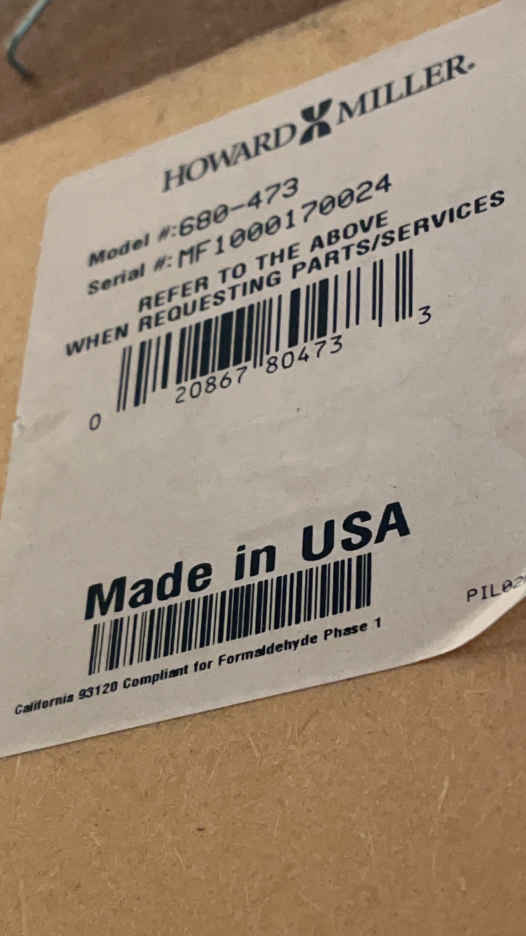 HOWARD MILLER
Model #:680-473
Serial #:MF1000170024
REFER TO THE ABOVE
WHEN REQUESTING PARTS/SERVICES
0 20867 80473 3
Made in USA
California 93120 Compliant for Formaldehyde Phase 1